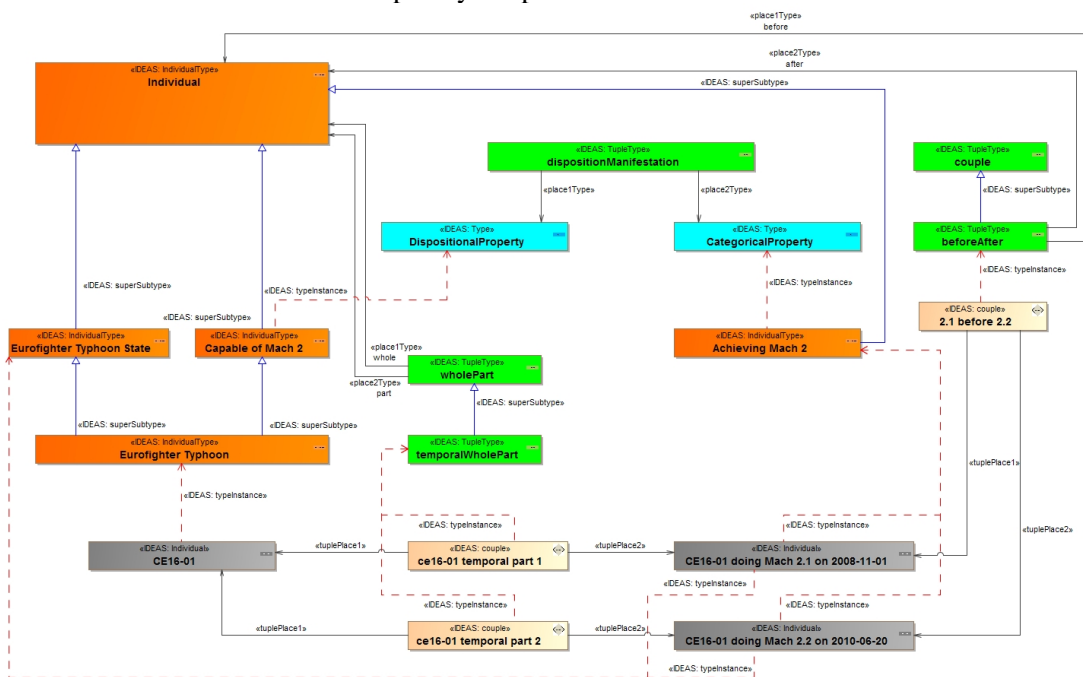 «place1Type»
before
«place2Type»
after
«IDEAS: IndividualType»
Individual
«IDEAS: superSubtype»
«IDEAS: TupleType»
dispositionManifestation
«IDEAS: TupleType»
couple
«place1Type»
«place2Type»
«IDEAS: superSubtype»
«IDEAS: Type»
DispositionalProperty
«IDEAS: Type»
CategoricalProperty
«IDEAS: TupleType»
beforeAfter
«IDEAS: typeInstance»
«IDEAS: superSubtype»
«IDEAS: typeInstance»
«IDEAS: typeInstance»
«IDEAS: superSubtype»
«IDEAS: couple»
2.1 before 2.2
«IDEAS: IndividualType»
Eurofighter Typhoon State
«IDEAS: IndividualType»
Capable of Mach 2
«IDEAS: IndividualType»
Achieving Mach 2
«place1Type»
whole
«IDEAS: TupleType»
wholePart
«place2Type»
part
«IDEAS: superSubtype»
«IDEAS: superSubtype»
«IDEAS: superSubtype»
«IDEAS: IndividualType»
Eurofighter Typhoon
«IDEAS: TupleType»
temporalWholePart
«tuplePlace1»
«IDEAS: typeInstance»
«IDEAS: typeInstance»
«IDEAS: typeInstance»
«tuplePlace2»
«IDEAS: Individual»
CE16-01
«tuplePlace1»
«IDEAS: couple»
ce16-01 temporal part 1
«tuplePlace2»
«IDEAS: Individual»
CE16-01 doing Mach 2.1 on 2008-11-01
«IDEAS: typeInstance»
«IDEAS: typeInstance»
«tuplePlace1»
«IDEAS: couple»
ce16-01 temporal part 2
«tuplePlace2»
«IDEAS: Individual»
CE16-01 doing Mach 2.2 on 2010-06-20
«IDEAS: typeInstance»